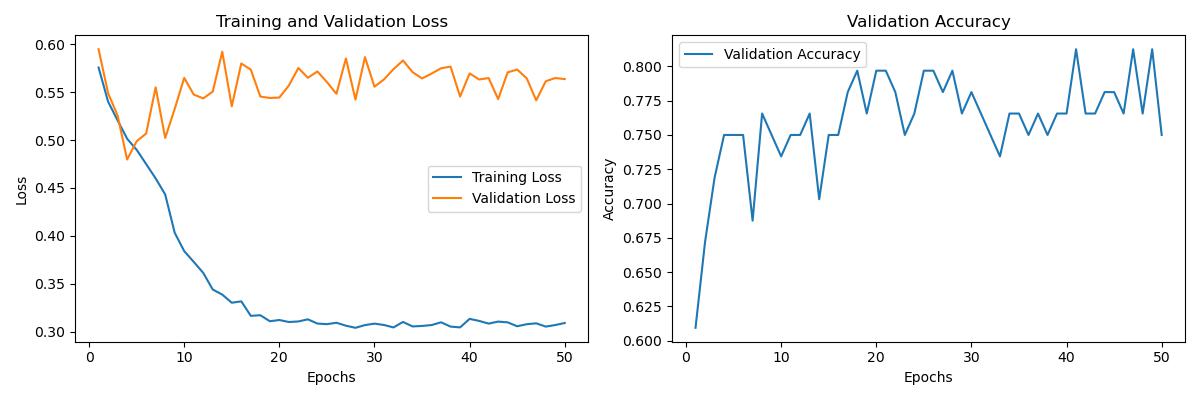 Training and Validation Loss
0.60
0.55
0.50
0.45
0.40
0.35
0.30
Loss
Training Loss
Validation Loss
0 10 20 30 40 50
Epochs
Validation Accuracy
Validation Accuracy
0.800
0.775
0.750
0.725
0.700
0.675
0.650
0.625
0.600
Accuracy
0 10 20 30 40 50
Epochs